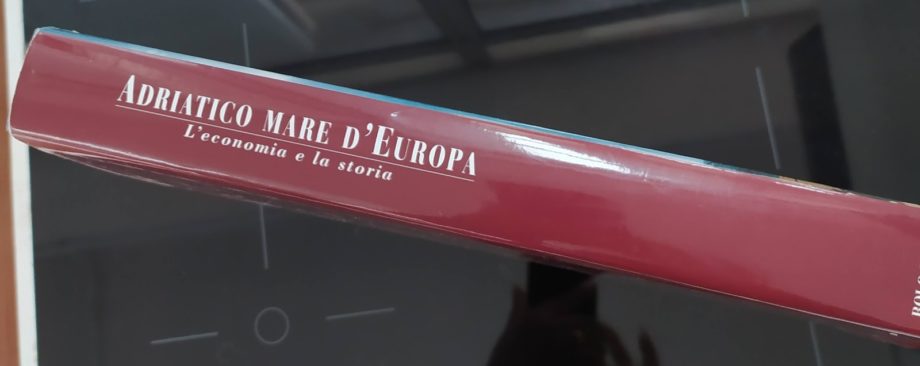 ADRIATICO MARE D'EUROPA
L'economia e la storia